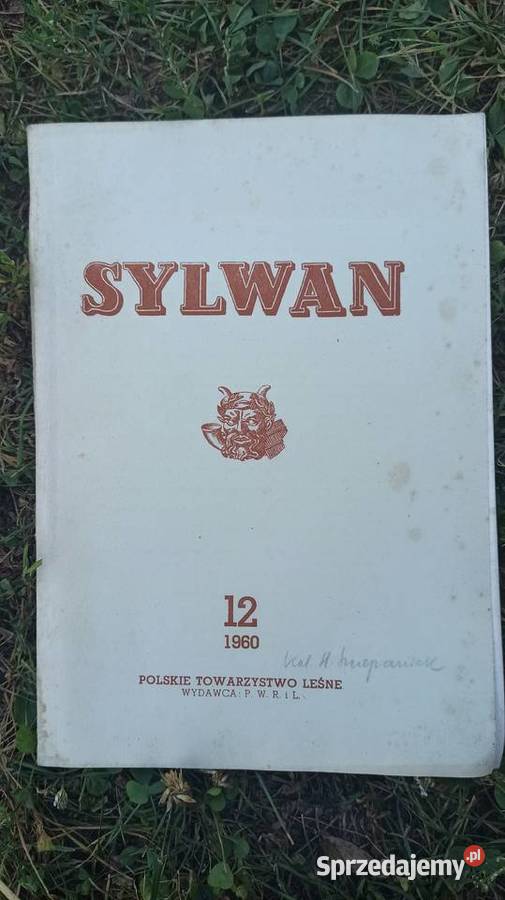 SYLWAN
12
1960
POLSKIE TOWARZYSTWO LEŚNE
WYDAWCA: P. W. R. i L.
Sprzedajemy.pl